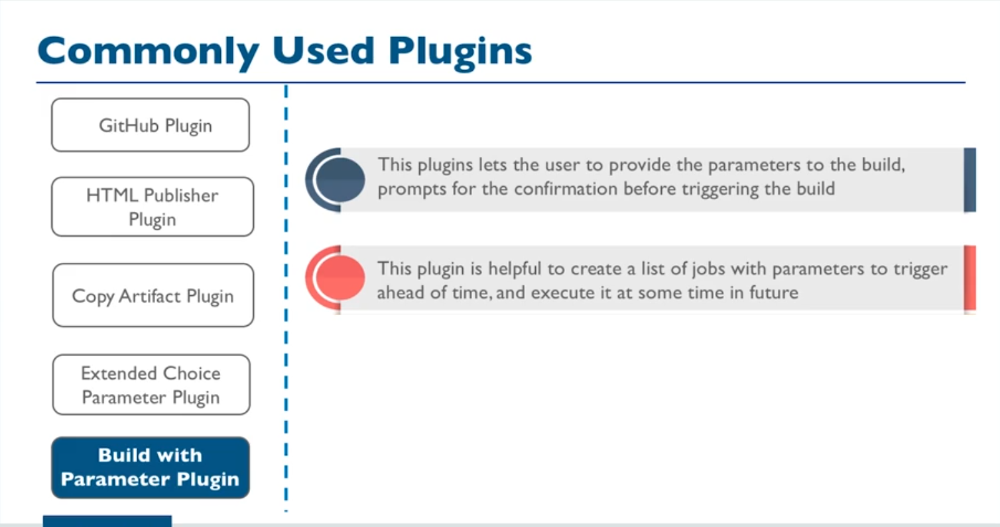 Commonly Used Plugins
GitHub Plugin
HTML Publisher
Plugin
Copy Artifact Plugin
Extended Choice
Parameter Plugin
Build with
Parameter Plugin
This plugins lets the user to provide the parameters to the build,
prompts for the confirmation before triggering the build
This plugin is helpful to create a list of jobs with parameters to trigger
ahead of time, and execute it at some time in future